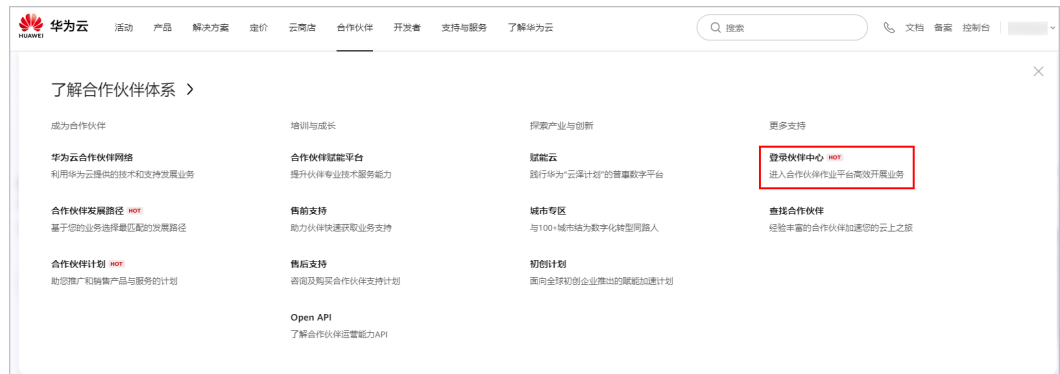 HUAWEI 华为云 活动 产品 解决方案 定价 云商店 合作伙伴 开发者 支持与服务 了解华为云 搜索 文档 备案 控制台
了解合作伙伴体系
成为合作伙伴
华为云合作伙伴网络
利用华为云提供的技术和支持发展业务
合作伙伴发展路径 HOT
基于您的业务选择最匹配的发展路径
合作伙伴计划 HOT
助您推广和销售产品与服务的计划
培训与成长
合作伙伴赋能平台
提升伙伴专业技术服务能力
售前支持
助力伙伴快速获取业务支持
售后支持
咨询及购买合作伙伴支持计划
Open API
了解合作伙伴运营能力API
探索产业与创新
赋能云
践行华为“云泽计划”的普惠数字平台
城市专区
与100+城市结为数字化转型同路人
初创计划
面向全球初创企业推出的赋能加速计划
更多支持
登录伙伴中心 HOT
进入合作伙伴作业平台高效开展业务
查找合作伙伴
经验丰富的合作伙伴加速您的云上之旅